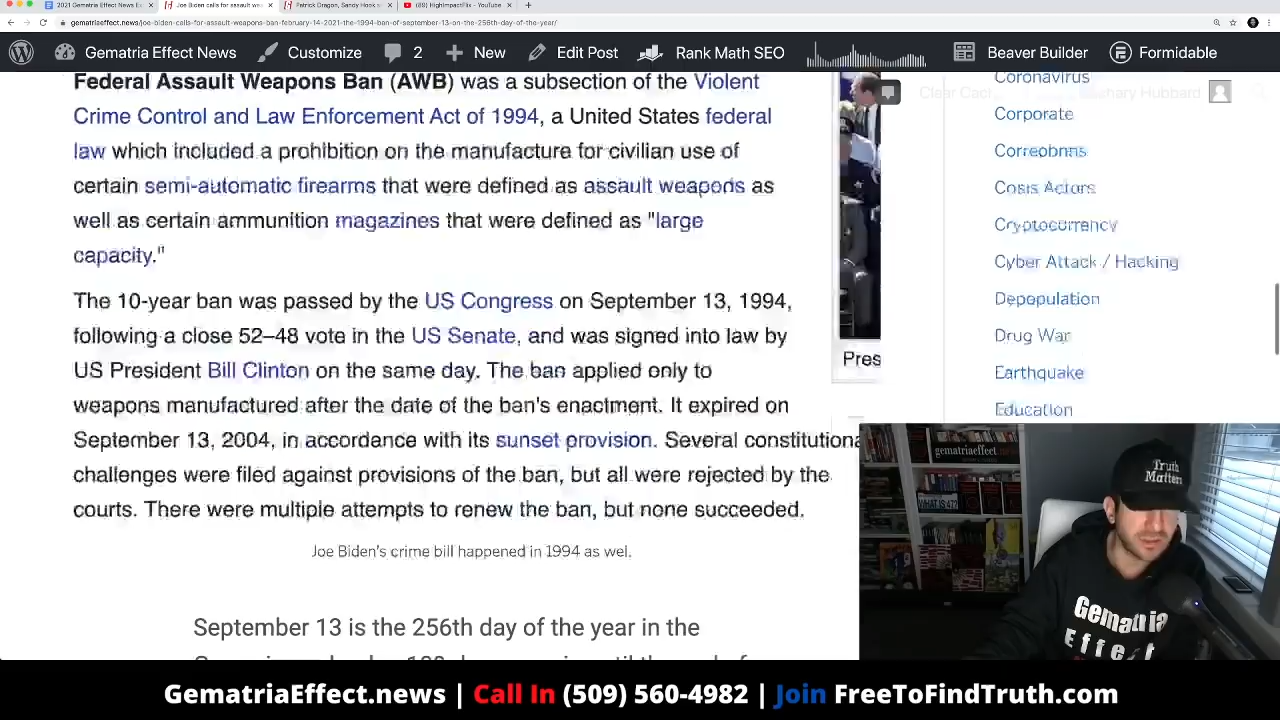 2021 Gematria Effect News E
Joe Biden calls for assault wea
Patrick Dragon, Sandy Hook s
(89) HighImpactFlix - YouTube
gematriaeffect.news/joe-biden-calls-for-assault-weapons-ban-february-14-2021-the-1994-ban-of-september-13-on-the-256th-day-of-the-year/
Gematria Effect News
Customize
2
New
Edit Post
Rank Math SEO
Beaver Builder
Formidable
Federal Assault Weapons Ban (AWB) was a subsection of the Violent
Crime Control and Law Enforcement Act of 1994, a United States federal
law which included a prohibition on the manufacture for civilian use of
certain semi-automatic firearms that were defined as assault weapons as
well as certain ammunition magazines that were defined as "large
capacity."
The 10-year ban was passed by the US Congress on September 13, 1994,
following a close 52–48 vote in the US Senate, and was signed into law by
US President Bill Clinton on the same day. The ban applied only to
weapons manufactured after the date of the ban's enactment. It expired on
September 13, 2004, in accordance with its sunset provision. Several constitutiona
challenges were filed against provisions of the ban, but all were rejected by the
courts. There were multiple attempts to renew the ban, but none succeeded.
Joe Biden's crime bill happened in 1994 as wel.
September 13 is the 256th day of the year in the
Pres
Coronavirus
Clear Cac
hary Hubbard
Corporate
Crisis Actors
Cryptocurrency
Cyber Attack / Hacking
Depopulation
Drug War
Earthquake
Education
gematriaeffect
WHAT IS 4?
Truth
Matters
Gematria
Effect
GematriaEffect.news | Call In (509) 560-4982 | Join FreeToFindTruth.com